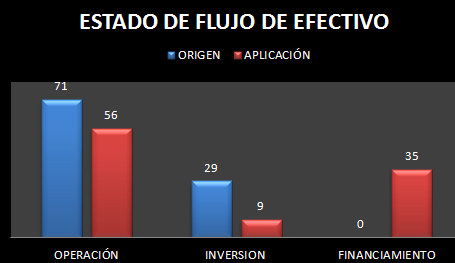 ESTADO DE FLUJO DE EFECTIVO
ORIGEN APLICACIÓN
71 56 29 9 0 35
OPERACIÓN INVERSION FINANCIAMIENTO